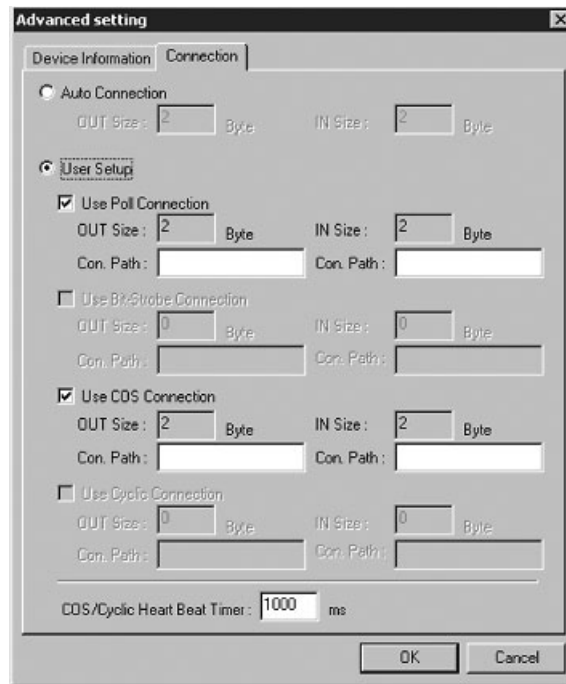 Advanced setting
Device Information Connection
Auto Connection
OUT Size : 2 Byte IN Size : 2 Byte
User Setup
Use Poll Connection
OUT Size : 2 Byte IN Size : 2 Byte
Con. Path : Con. Path :
Use Bit-Strobe Connection
OUT Size : 0 Byte IN Size : 0 Byte
Con. Path : Con. Path :
Use COS Connection
OUT Size : 2 Byte IN Size : 2 Byte
Con. Path : Con. Path :
Use Cyclic Connection
OUT Size : 0 Byte IN Size : 0 Byte
Con. Path : Con. Path :
COS/Cyclic Heart Beat Timer : 1000 ms
OK Cancel